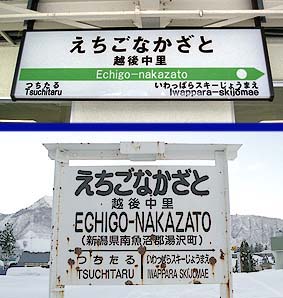 えちごなかざと
越後中里
Echigo-nakazato
つちたる いわっぱらスキーじょうまえ
Tsuchitaru Iwappara-skijomae
えちごなかざと
越後中里
ECHIGO-NAKAZATO
(新潟県南魚沼郡湯沢町)
つちたる いわっぱらスキーじょうまえ
TSUCHITARU IWAPPARA SKIJOMAE